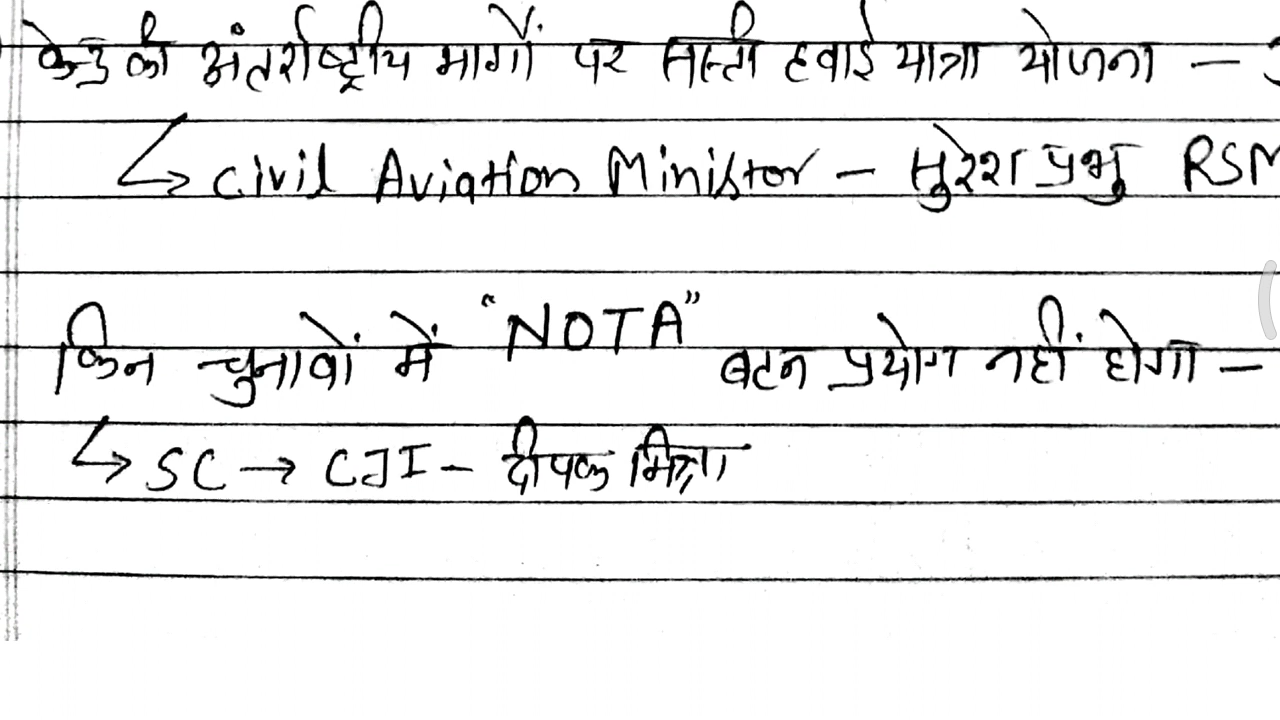 केन्द्र की अंतर्राष्ट्रीय मार्गों पर सस्ती हवाई यात्रा योजना –
↳ Civil Aviation Minister – सुरेश प्रभु RSM
किन चुनावों में "NOTA" बटन प्रयोग नहीं होगा –
↳ SC → CJI – दीपक मिश्रा